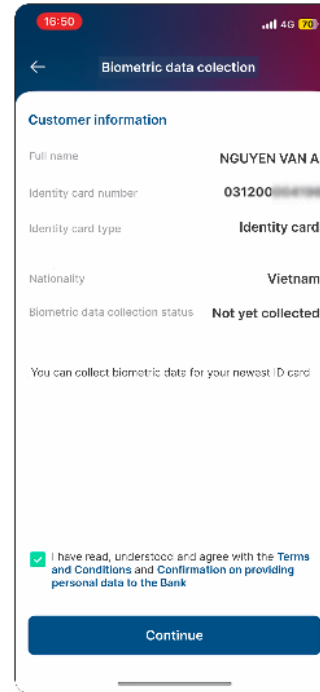 16:50
4G 70
Biometric data colection
Customer information
Full name NGUYEN VAN A
Identity card number 031200
Identity card type Identity card
Nationality Vietnam
Biometric data collection status Not yet collected
You can collect biometric data for your newest ID card
I have read, understood and agree with the Terms
and Conditions and Confirmation on providing
personal data to the Bank
Continue